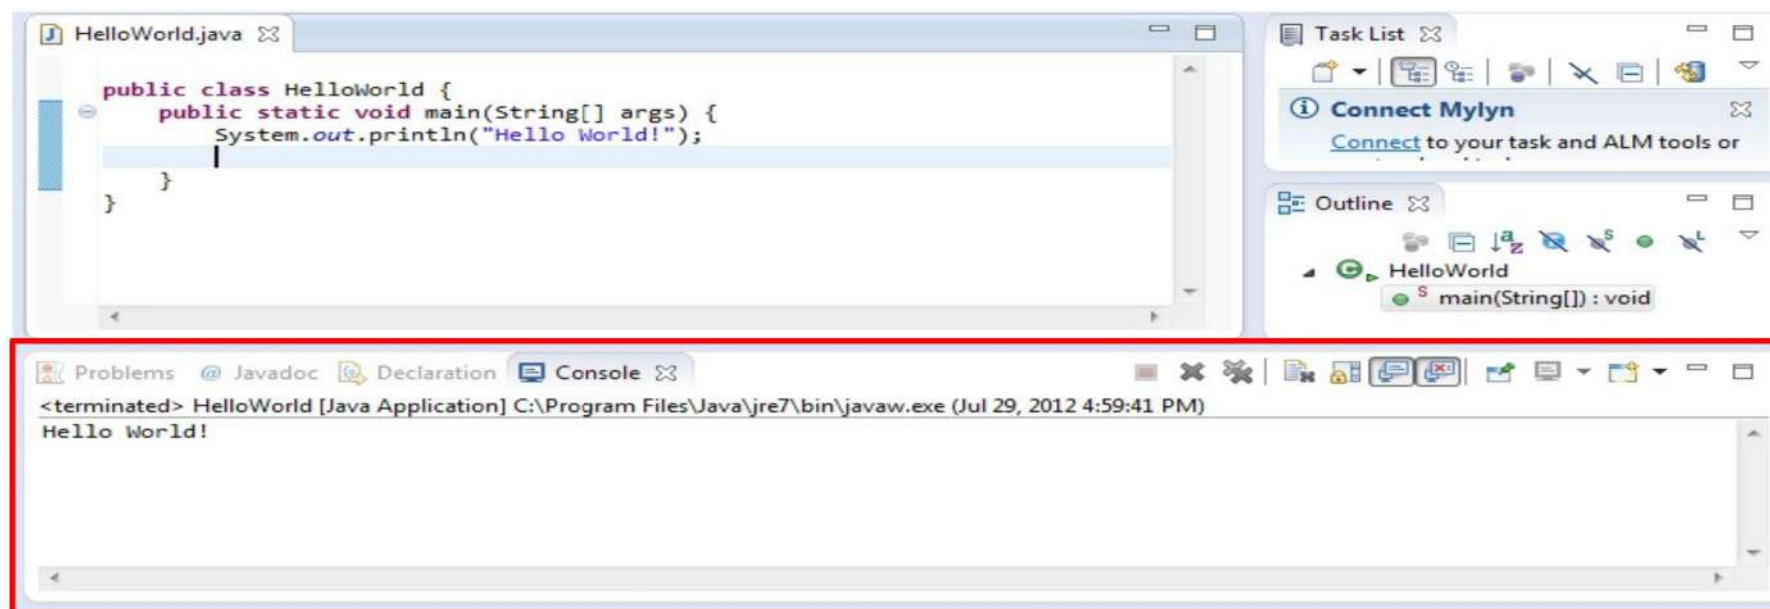 HelloWorld.java
public class HelloWorld {
public static void main(String[] args) {
System.out.println("Hello World!");
}
}
Task List
Connect Mylyn
Connect to your task and ALM tools or
Outline
HelloWorld
main(String[]) : void
Problems @ Javadoc Declaration Console
<terminated> HelloWorld [Java Application] C:\Program Files\Java\jre7\bin\javaw.exe (Jul 29, 2012 4:59:41 PM)
Hello World!